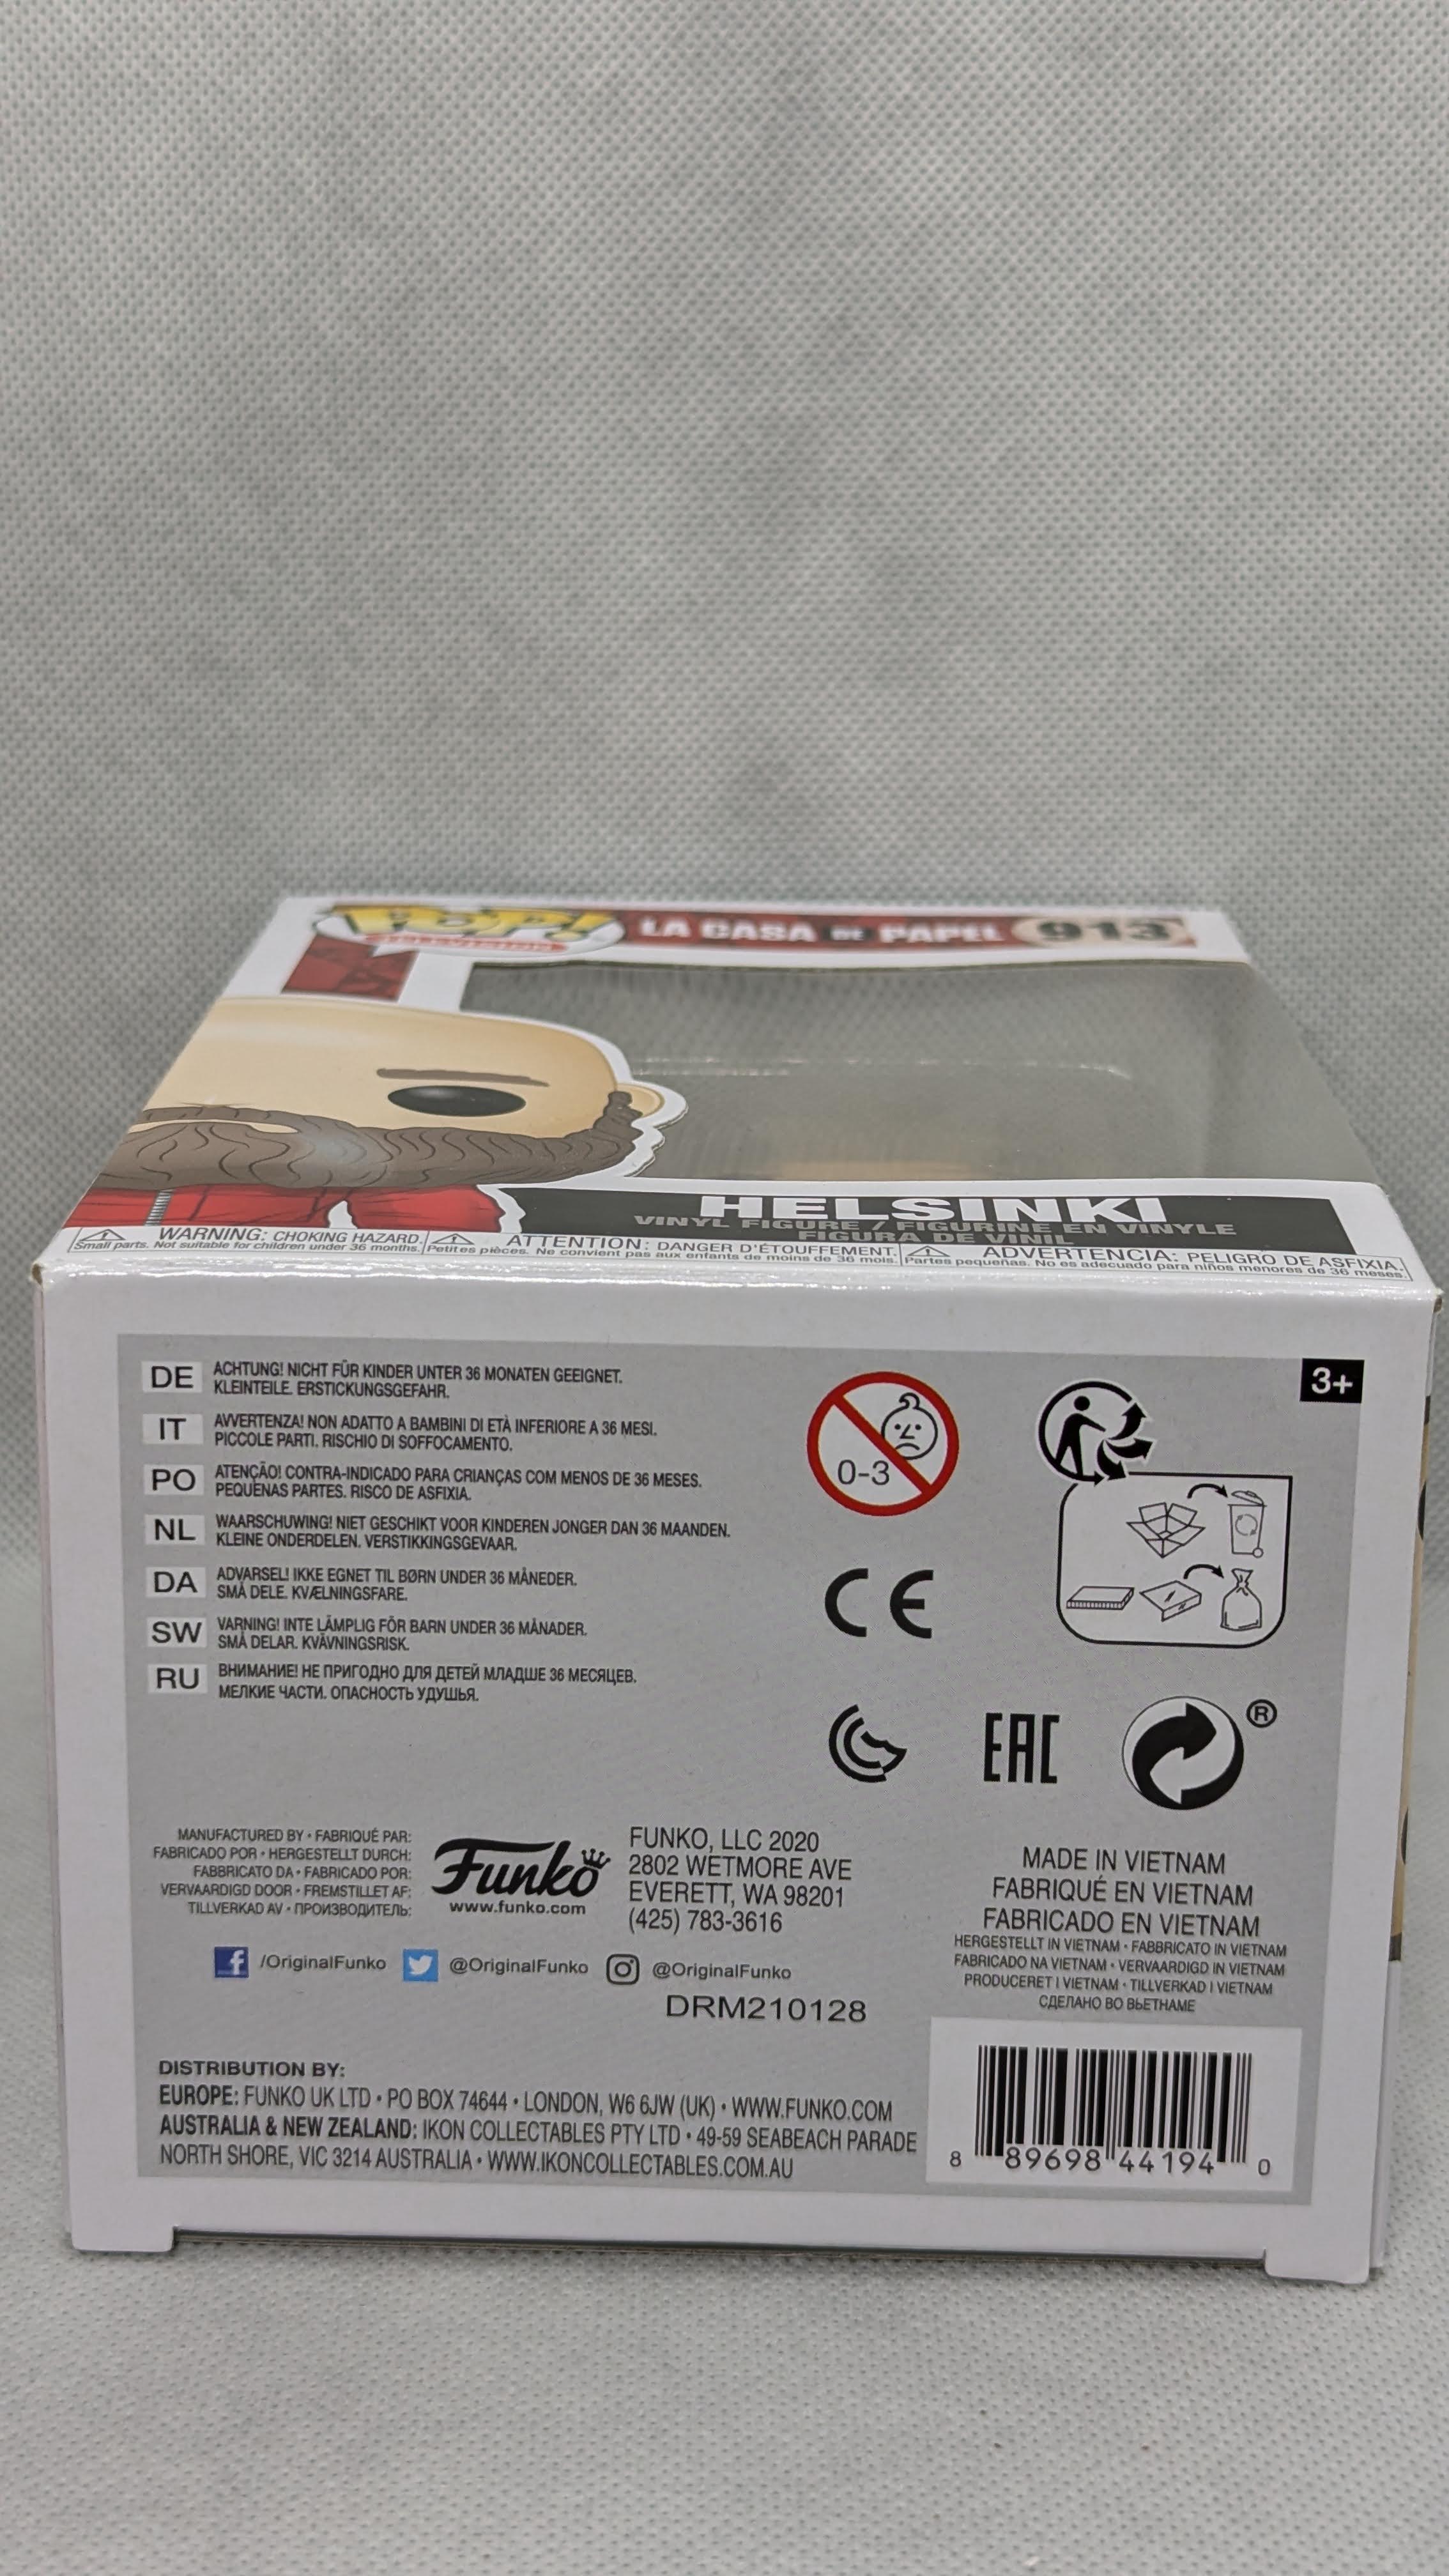 POP!
TELEVISION
LA CASA DE PAPEL
913
HELSINKI
VINYL FIGURE / FIGURINE EN VINYLE
FIGURA DE VINIL
WARNING: CHOKING HAZARD.
Small parts. Not suitable for children under 36 months.
ATTENTION: DANGER D'ÉTOUFFEMENT.
Petites pièces. Ne convient pas aux enfants de moins de 36 mois.
ADVERTENCIA: PELIGRO DE ASFIXIA.
Partes pequeñas. No es adecuado para niños menores de 36 meses.
DE ACHTUNG! NICHT FÜR KINDER UNTER 36 MONATEN GEEIGNET.
KLEINTEILE. ERSTICKUNGSGEFAHR.
IT AVVERTENZA! NON ADATTO A BAMBINI DI ETÀ INFERIORE A 36 MESI.
PICCOLE PARTI. RISCHIO DI SOFFOCAMENTO.
PO ATENÇÃO! CONTRA-INDICADO PARA CRIANÇAS COM MENOS DE 36 MESES.
PEQUENAS PARTES. RISCO DE ASFIXIA.
NL WAARSCHUWING! NIET GESCHIKT VOOR KINDEREN JONGER DAN 36 MAANDEN.
KLEINE ONDERDELEN. VERSTIKKINGSGEVAAR.
DA ADVARSEL! IKKE EGNET TIL BØRN UNDER 36 MÅNEDER.
SMÅ DELE. KVÆLNINGSFARE.
SW VARNING! INTE LÄMPLIG FÖR BARN UNDER 36 MÅNADER.
SMÅ DELAR. KVÄVNINGSRISK.
RU ВНИМАНИЕ! НЕ ПРИГОДНО ДЛЯ ДЕТЕЙ МЛАДШЕ 36 МЕСЯЦЕВ.
МЕЛКИЕ ЧАСТИ. ОПАСНОСТЬ УДУШЬЯ.
0-3
3+
CE
EAC
®
MANUFACTURED BY • FABRIQUÉ PAR:
FABRICADO POR • HERGESTELLT DURCH:
FABBRICATO DA • FABRICADO POR:
VERVAARDIGD DOOR • FREMSTILLET AF:
TILLVERKAD AV • ПРОИЗВОДИТЕЛЬ:
Funko
www.funko.com
FUNKO, LLC 2020
2802 WETMORE AVE
EVERETT, WA 98201
(425) 783-3616
/OriginalFunko
@OriginalFunko
@OriginalFunko
DRM210128
MADE IN VIETNAM
FABRIQUÉ EN VIETNAM
FABRICADO EN VIETNAM
HERGESTELLT IN VIETNAM • FABBRICATO IN VIETNAM
FABRICADO NA VIETNAM • VERVAARDIGD IN VIETNAM
PRODUCERET I VIETNAM • TILLVERKAD I VIETNAM
СДЕЛАНО ВО ВЬЕТНАМЕ
DISTRIBUTION BY:
EUROPE: FUNKO UK LTD • PO BOX 74644 • LONDON, W6 6JW (UK) • WWW.FUNKO.COM
AUSTRALIA & NEW ZEALAND: IKON COLLECTABLES PTY LTD • 49-59 SEABEACH PARADE
NORTH SHORE, VIC 3214 AUSTRALIA • WWW.IKONCOLLECTABLES.COM.AU
8 89698 44194 0